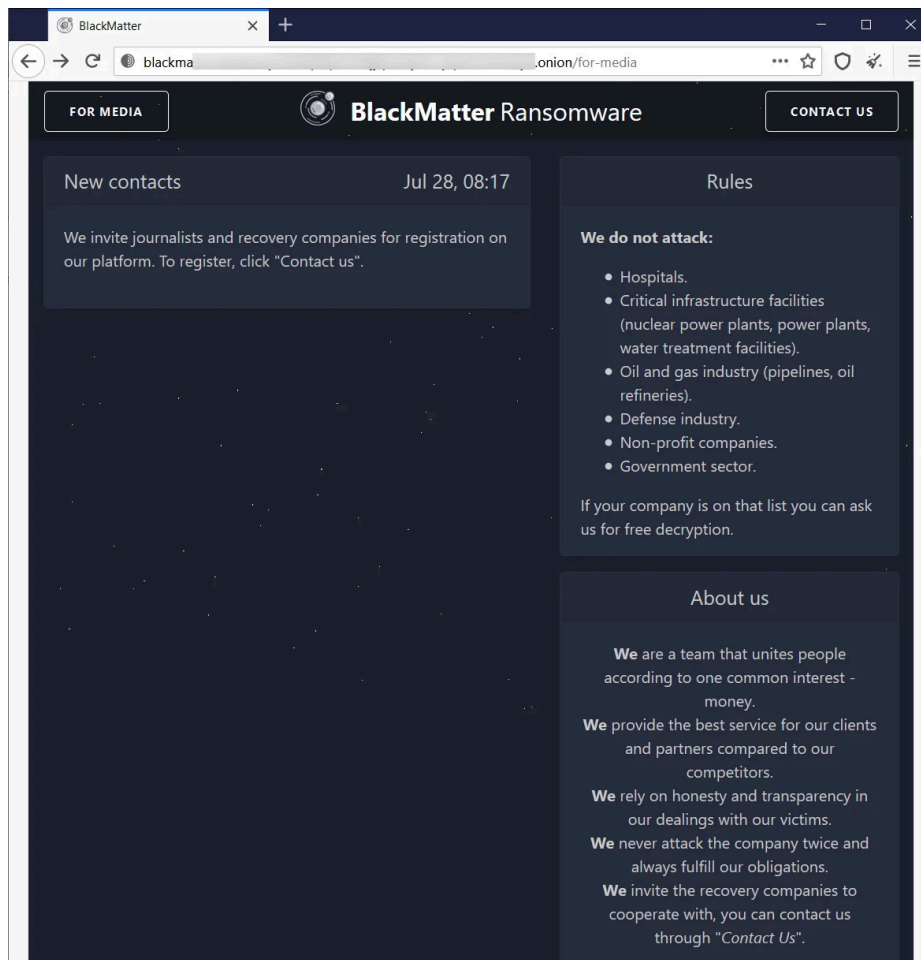 BlackMatter
blackma
.onion/for-media
FOR MEDIA
BlackMatter Ransomware
CONTACT US
New contacts
Jul 28, 08:17
We invite journalists and recovery companies for registration on
our platform. To register, click "Contact us".
Rules
We do not attack:
Hospitals.
Critical infrastructure facilities
(nuclear power plants, power plants,
water treatment facilities).
Oil and gas industry (pipelines, oil
refineries).
Defense industry.
Non-profit companies.
Government sector.
If your company is on that list you can ask
us for free decryption.
About us
We are a team that unites people
according to one common interest -
money.
We provide the best service for our clients
and partners compared to our
competitors.
We rely on honesty and transparency in
our dealings with our victims.
We never attack the company twice and
always fulfill our obligations.
We invite the recovery companies to
cooperate with, you can contact us
through "Contact Us".